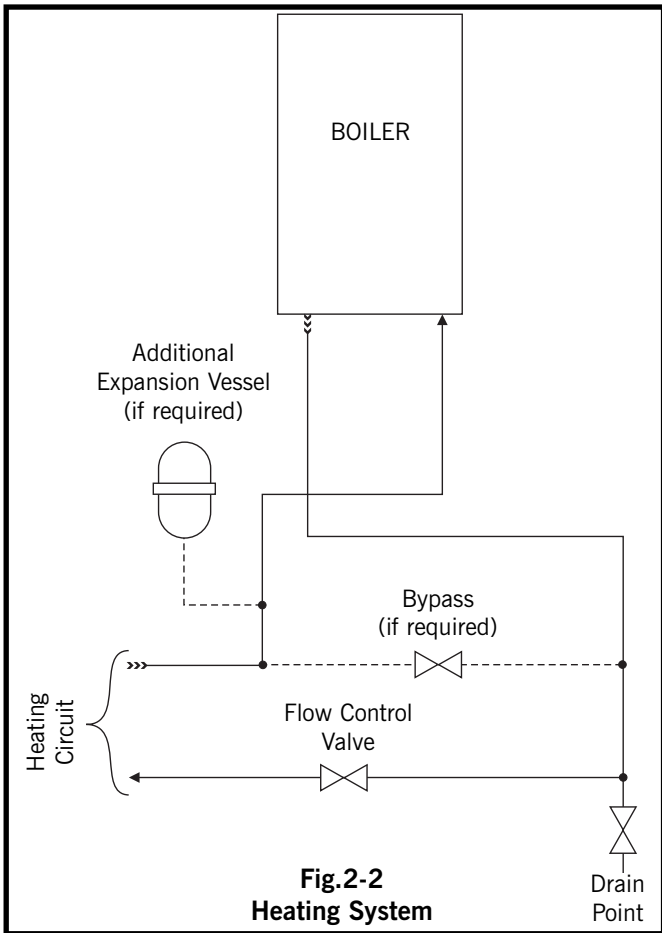 BOILER
Additional
Expansion Vessel
(if required)
Bypass
(if required)
Heating
Circuit
Flow Control
Valve
Fig.2-2
Heating System
Drain
Point